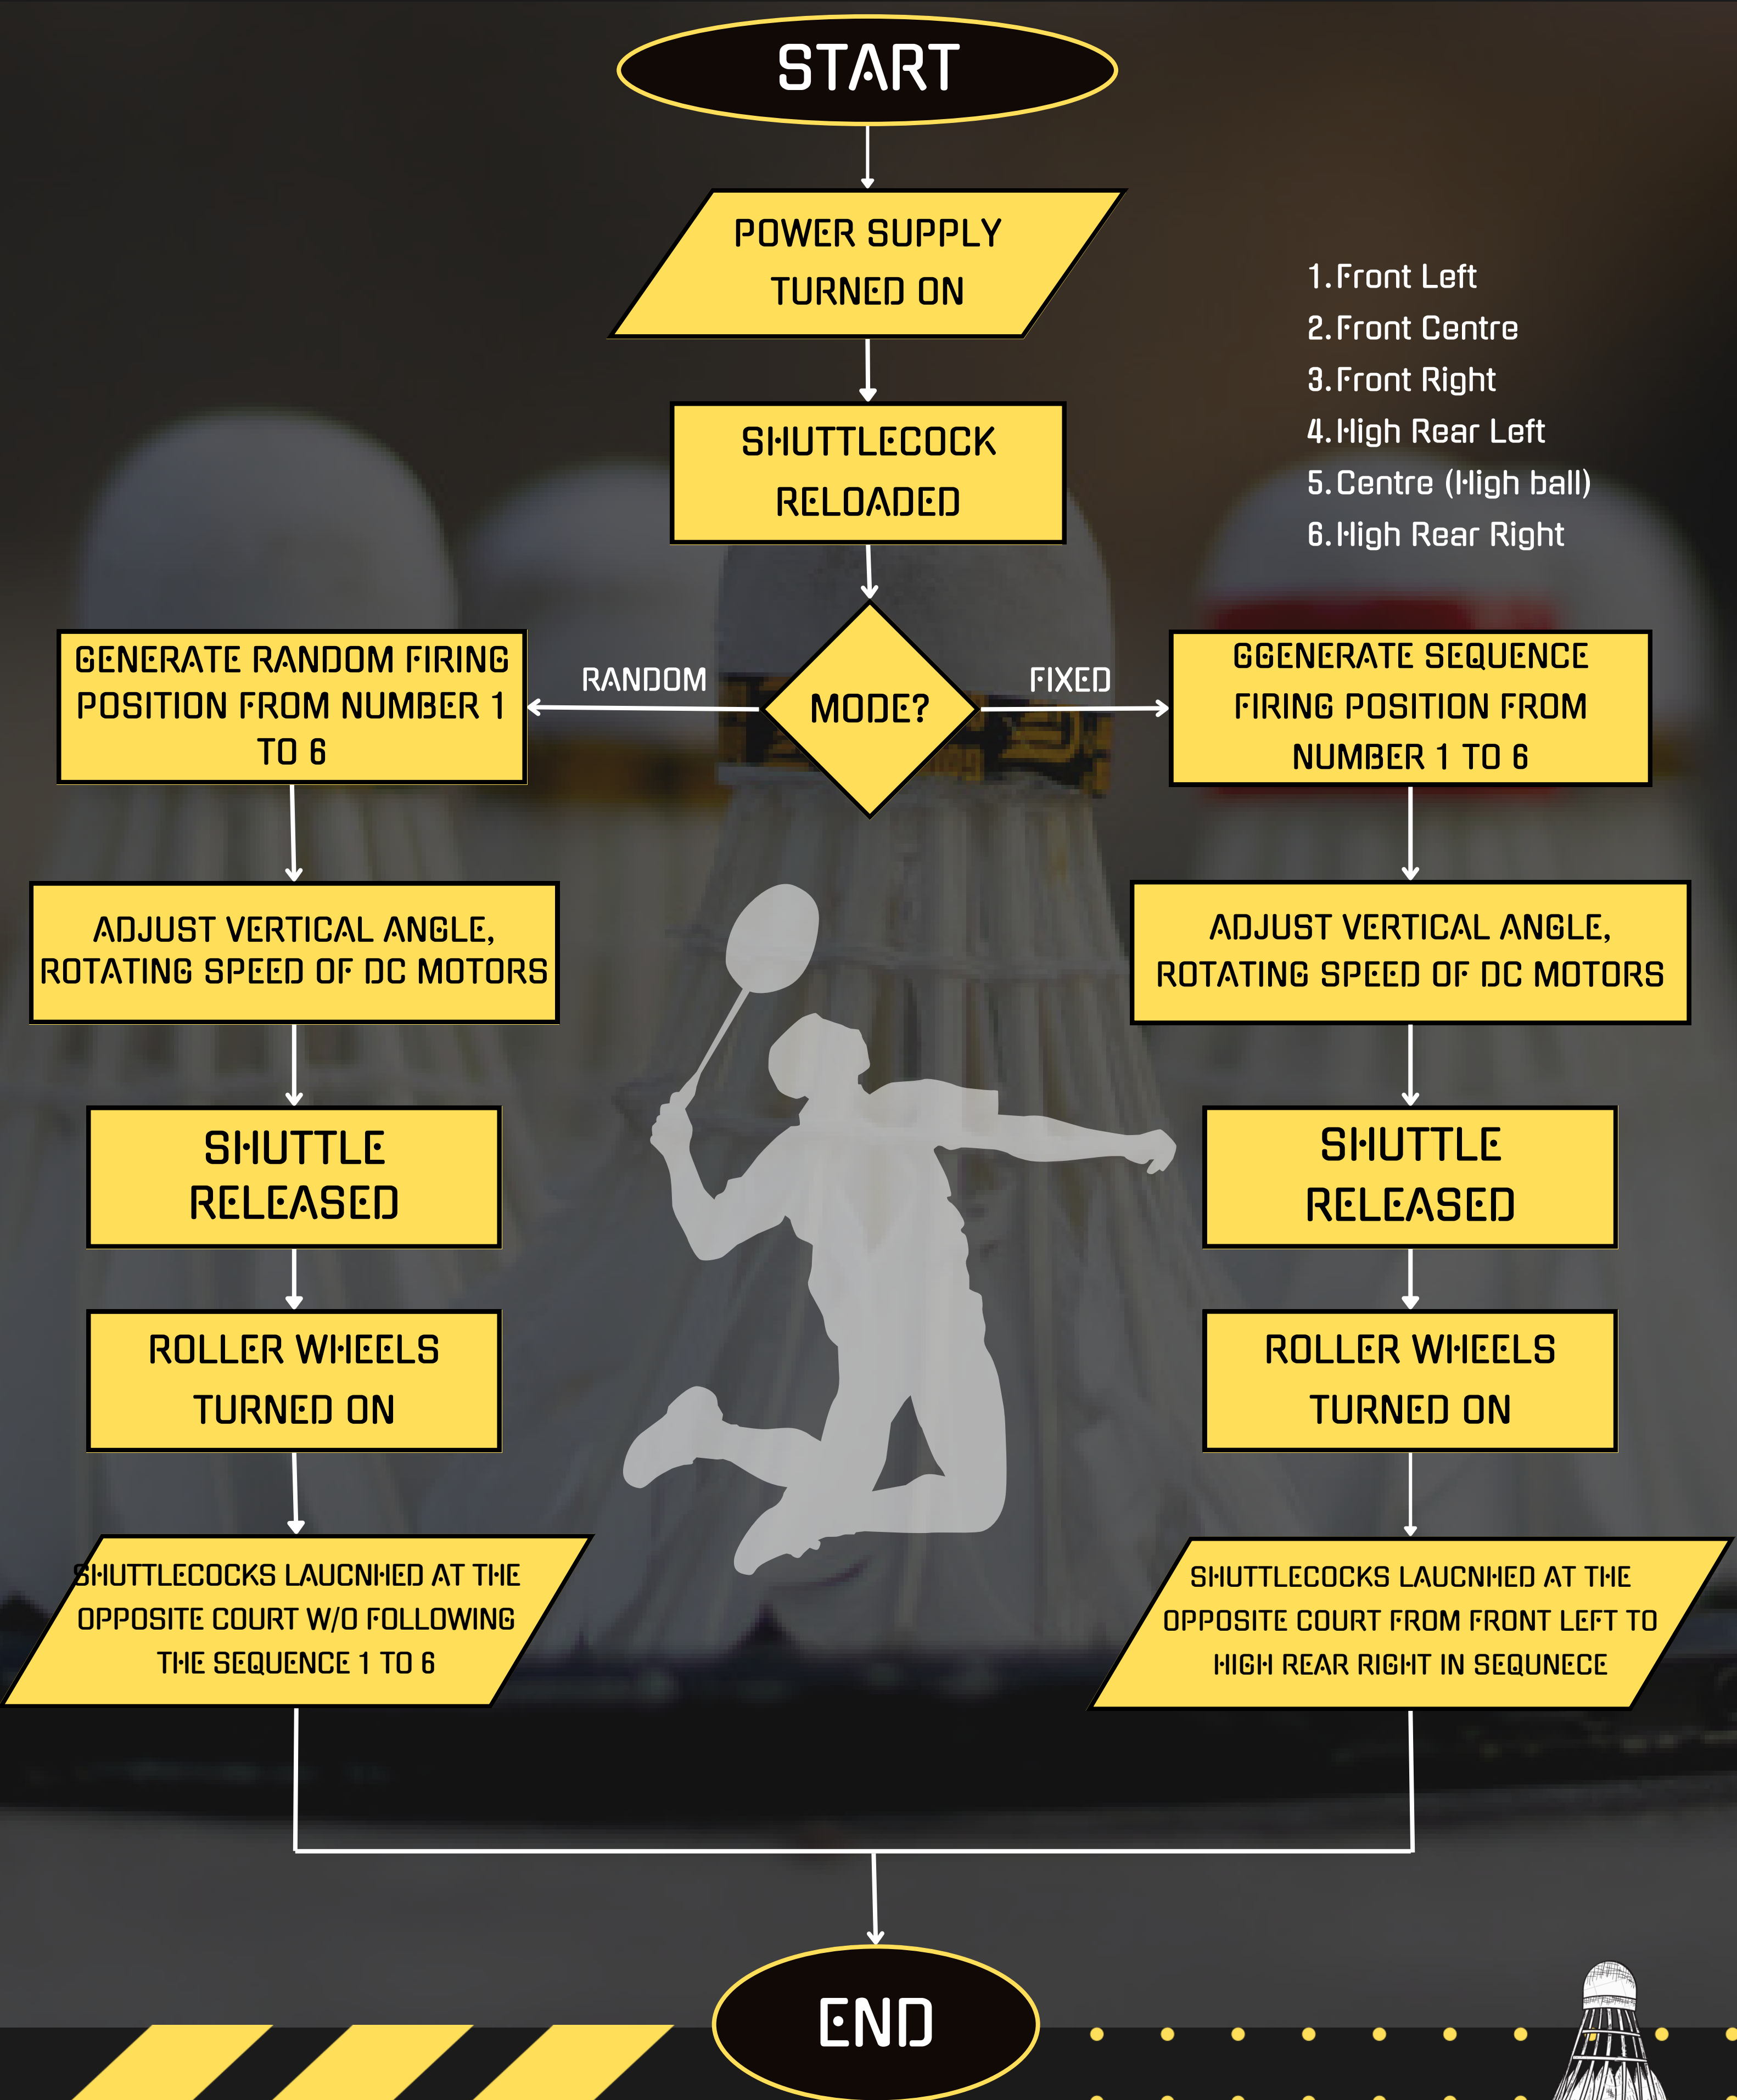 START
POWER SUPPLY
TURNED ON
1. Front Left
2. Front Centre
3. Front Right
4. High Rear Left
5. Centre (High ball)
6. High Rear Right
SHUTTLECOCK
RELOADED
MODE?
RANDOM
FIXED
GENERATE RANDOM FIRING
POSITION FROM NUMBER 1
TO 6
GGENERATE SEQUENCE
FIRING POSITION FROM
NUMBER 1 TO 6
ADJUST VERTICAL ANGLE,
ROTATING SPEED OF DC MOTORS
ADJUST VERTICAL ANGLE,
ROTATING SPEED OF DC MOTORS
SHUTTLE
RELEASED
SHUTTLE
RELEASED
ROLLER WHEELS
TURNED ON
ROLLER WHEELS
TURNED ON
SHUTTLECOCKS LAUCNHED AT THE
OPPOSITE COURT W/O FOLLOWING
THE SEQUENCE 1 TO 6
SHUTTLECOCKS LAUCNHED AT THE
OPPOSITE COURT FROM FRONT LEFT TO
HIGH REAR RIGHT IN SEQUNECE
END